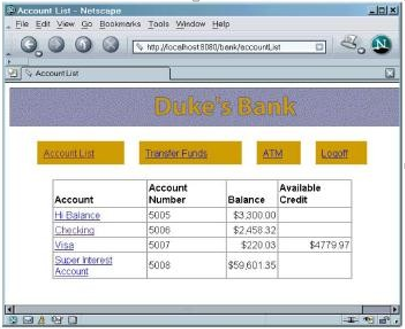 Account List - Netscape
File Edit View Go Bookmarks Tools Window Help
http://localhost:8080/bank/accountList
Account List
Duke's Bank
Account List Transfer Funds ATM Logoff
Account Account Number Balance Available Credit
Hi Balance 5005 $3,300.00
Checking 5006 $2,458.32
Visa 5007 $220.03 $4779.97
Super Interest Account 5008 $59,601.35